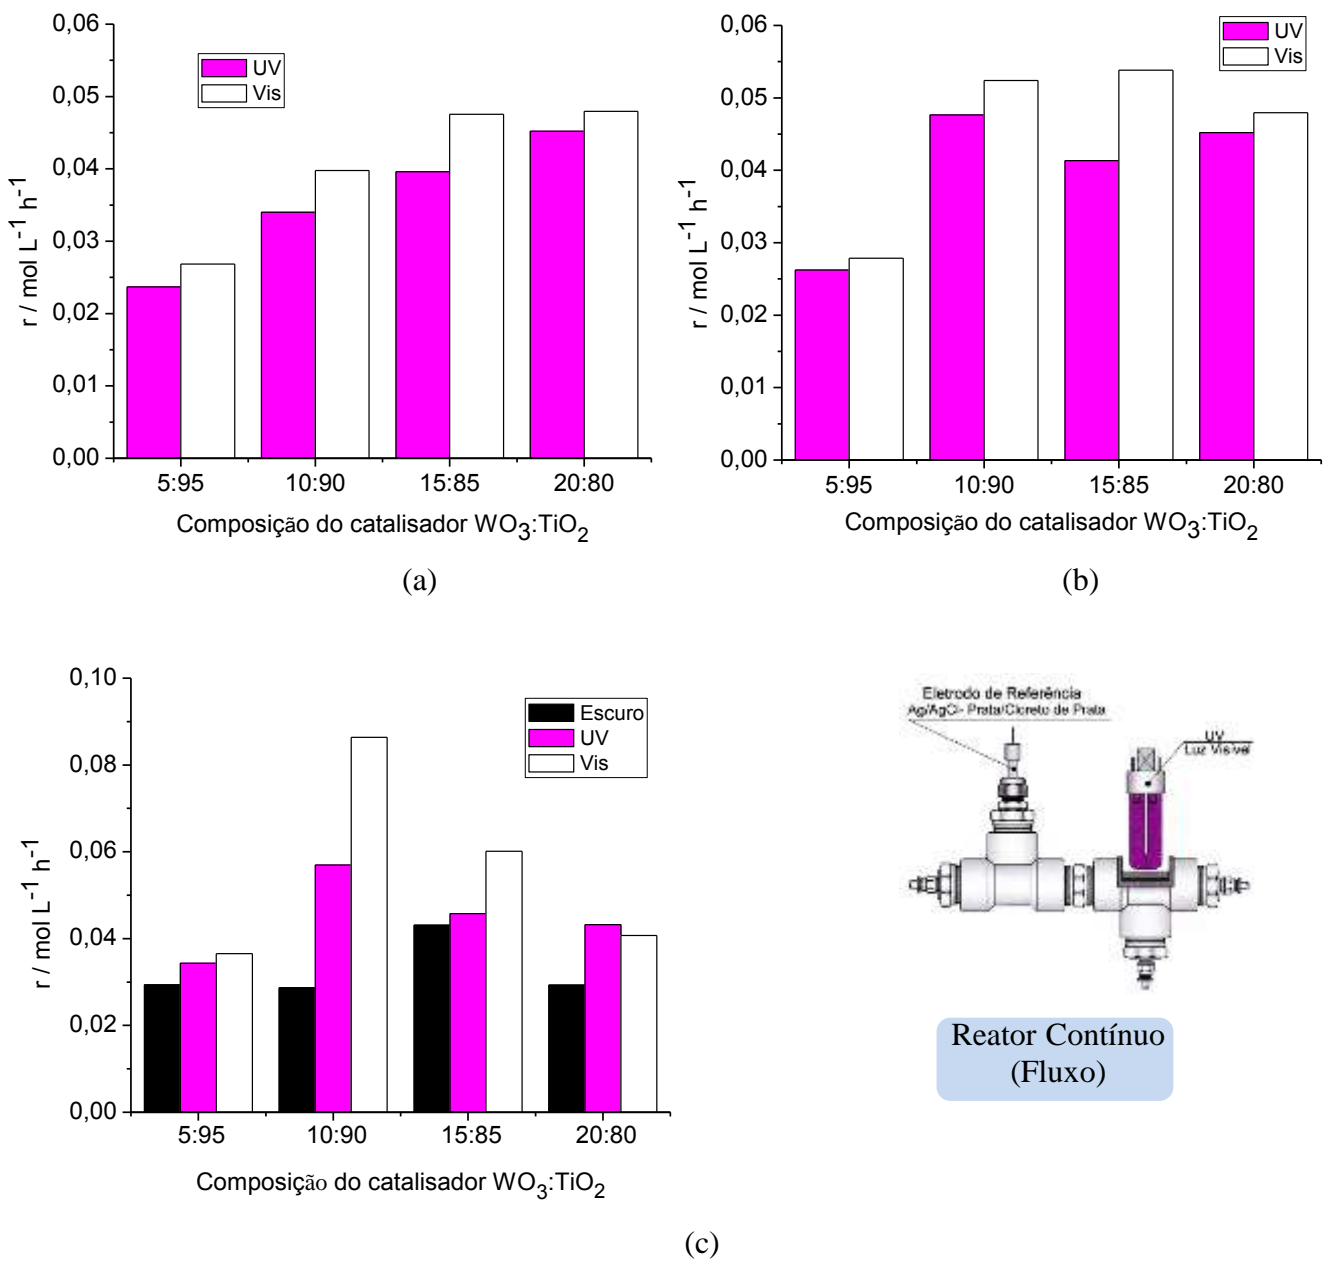 0,06
0,05
0,04
0,03
0,02
0,01
0,00
r / mol L-1 h-1
UV
Vis
5:95
10:90
15:85
20:80
Composição do catalisador WO3:TiO2
(a)
0,06
0,05
0,04
0,03
0,02
0,01
0,00
r / mol L-1 h-1
UV
Vis
5:95
10:90
15:85
20:80
Composição do catalisador WO3:TiO2
(b)
0,10
0,08
0,06
0,04
0,02
0,00
r / mol L-1 h-1
Escuro
UV
Vis
5:95
10:90
15:85
20:80
Composição do catalisador WO3:TiO2
Eletrodo de Referência
Ag/AgCl- Prata/Cloreto de Prata
UV
Luz Visível
Reator Contínuo
(Fluxo)
(c)